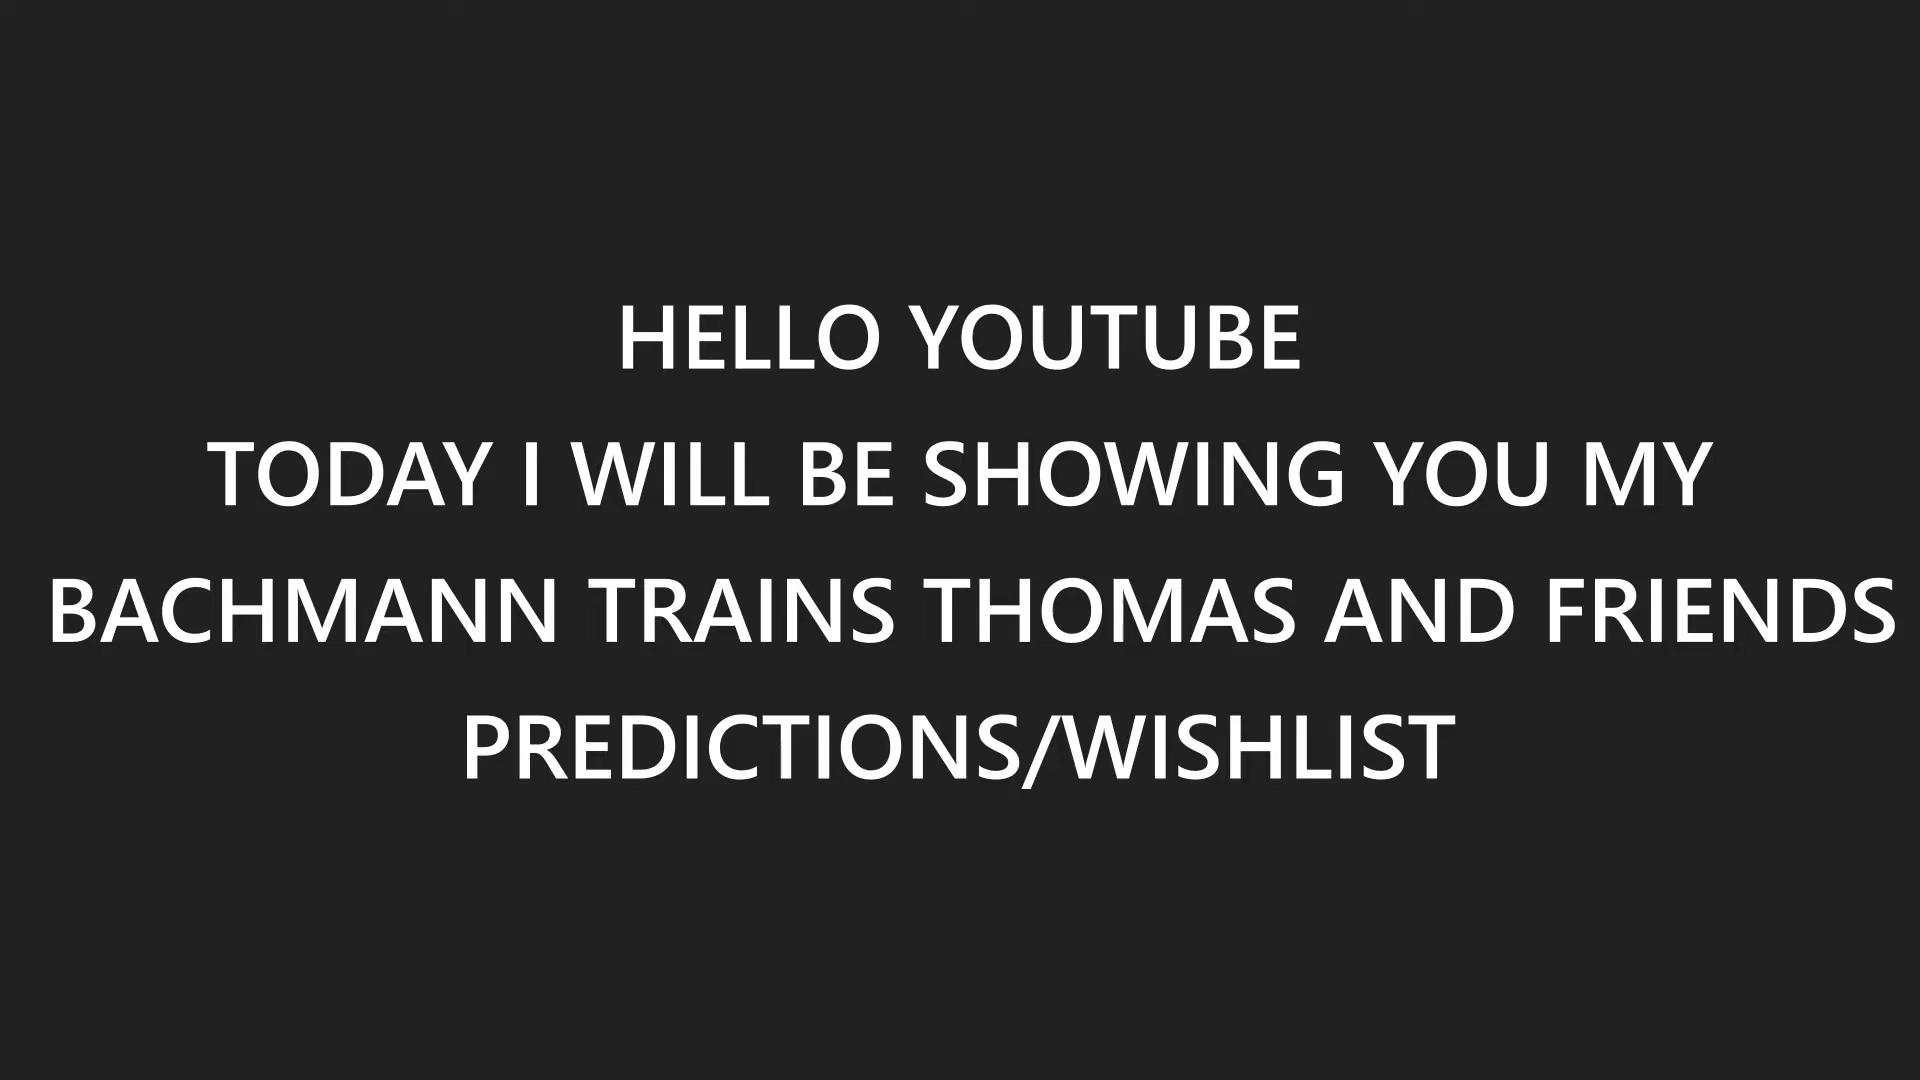 HELLO YOUTUBE
TODAY I WILL BE SHOWING YOU MY
BACHMANN TRAINS THOMAS AND FRIENDS
PREDICTIONS/WISHLIST